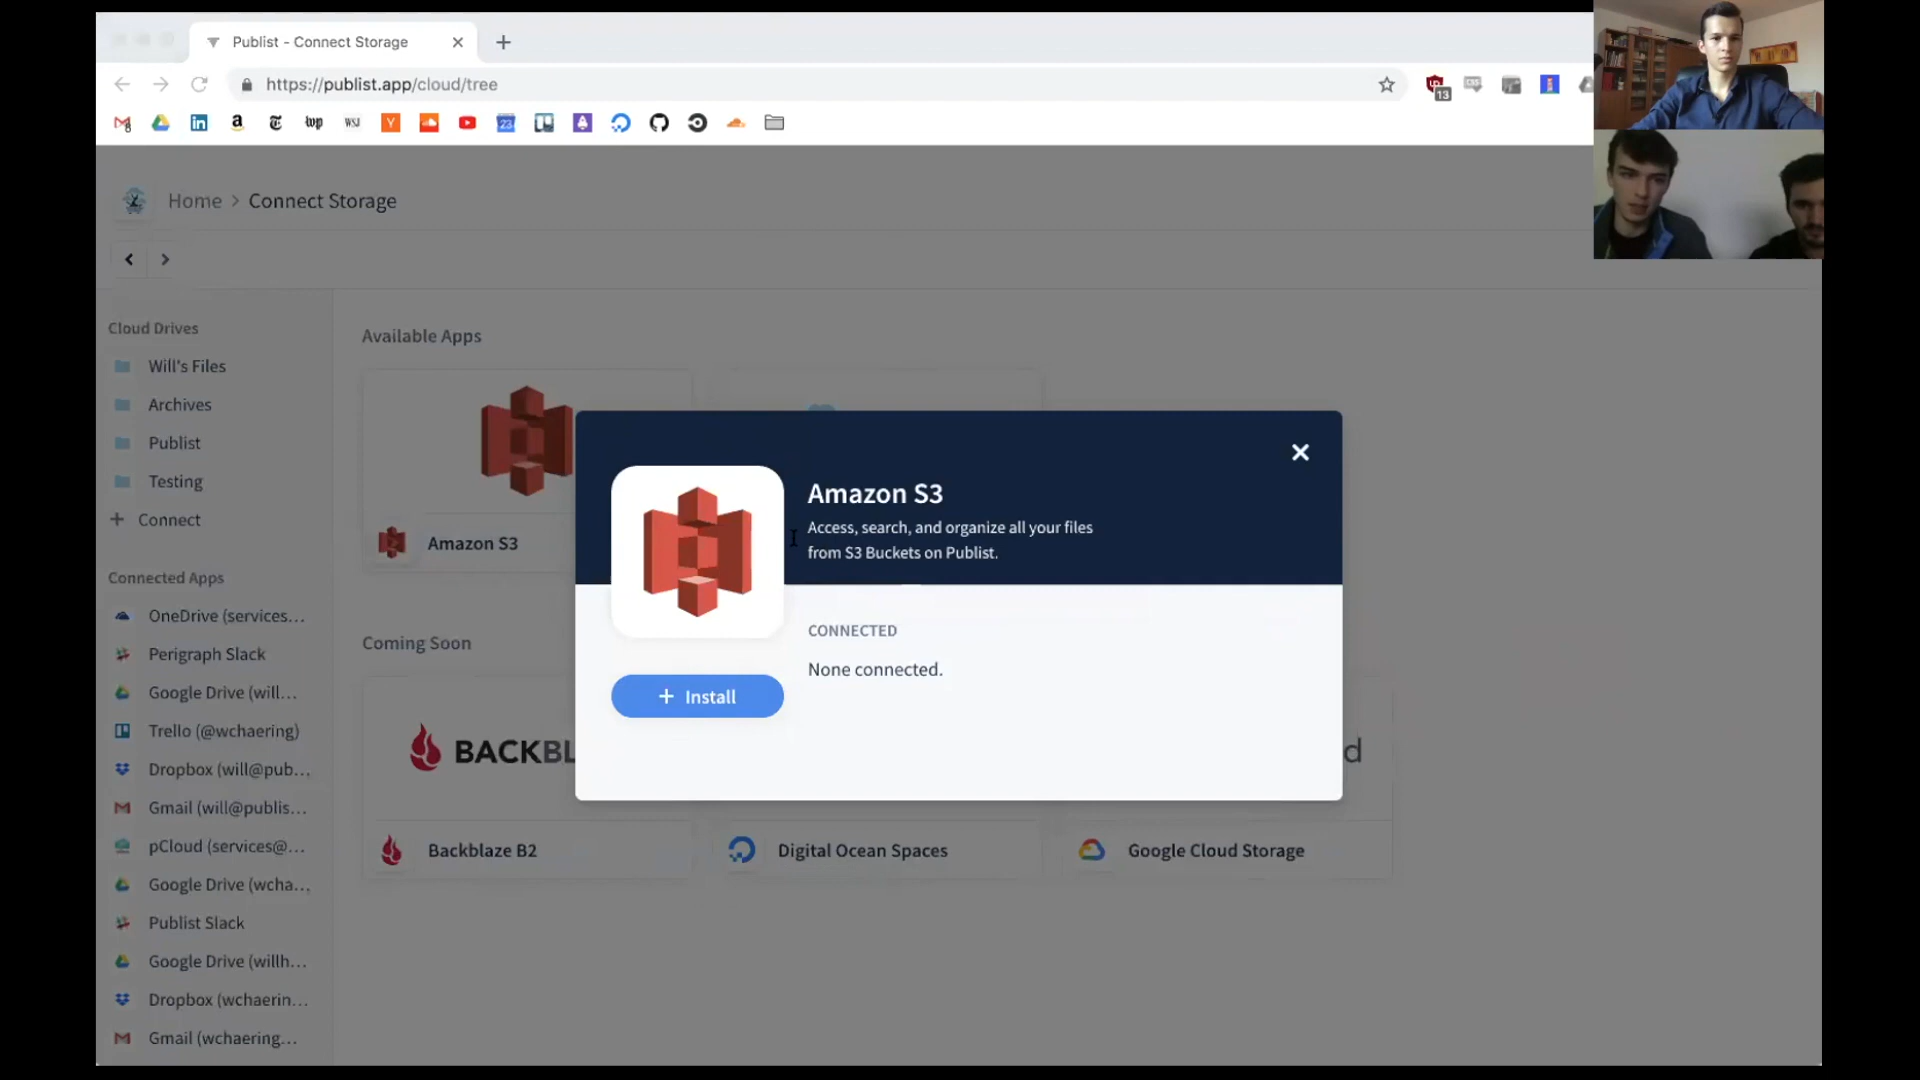 Publist - Connect Storage
https://publist.app/cloud/tree
13
a
T
wp
WSJ
Y
23
Home > Connect Storage
Cloud Drives
Will's Files
Archives
Publist
Testing
+ Connect
Connected Apps
OneDrive (services...
Perigraph Slack
Google Drive (will...
Trello (@wchaering)
Dropbox (will@pub...
Gmail (will@publis...
pCloud (services@...
Google Drive (wcha...
Publist Slack
Google Drive (willh...
Dropbox (wchaerin...
Gmail (wchaering...
Available Apps
Amazon S3
Amazon S3
Access, search, and organize all your files
from S3 Buckets on Publist.
+ Install
CONNECTED
None connected.
Coming Soon
BACKBL
d
Backblaze B2
Digital Ocean Spaces
Google Cloud Storage